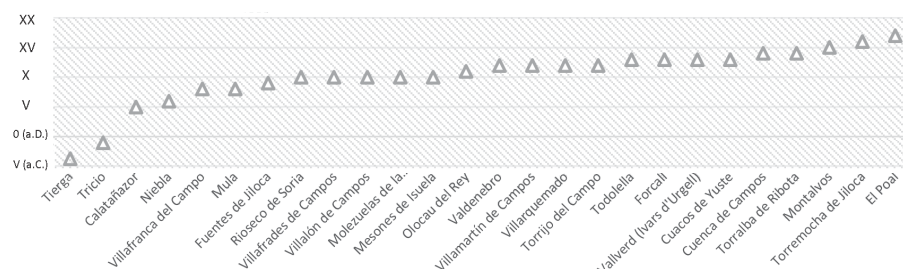 XX
XV
X
V
0 (a.D.)
V (a.C.)
Tierga
Tricio
Calatañazor
Niebla
Villafranca del Campo
Mula
Fuentes de Jiloca
Rioseco de Soria
Villafrades de Campos
Villalón de Campos
Molezuelas de la…
Mesones de Isuela
Olocau del Rey
Valdenebro
Villamartín de Campos
Villarquemado
Torrijo del Campo
Todolella
Forcall
Vallverd (Ivars d'Urgell)
Cuacos de Yuste
Cuenca de Campos
Torralba de Ribota
Montalvos
Torremocha de Jiloca
El Poal